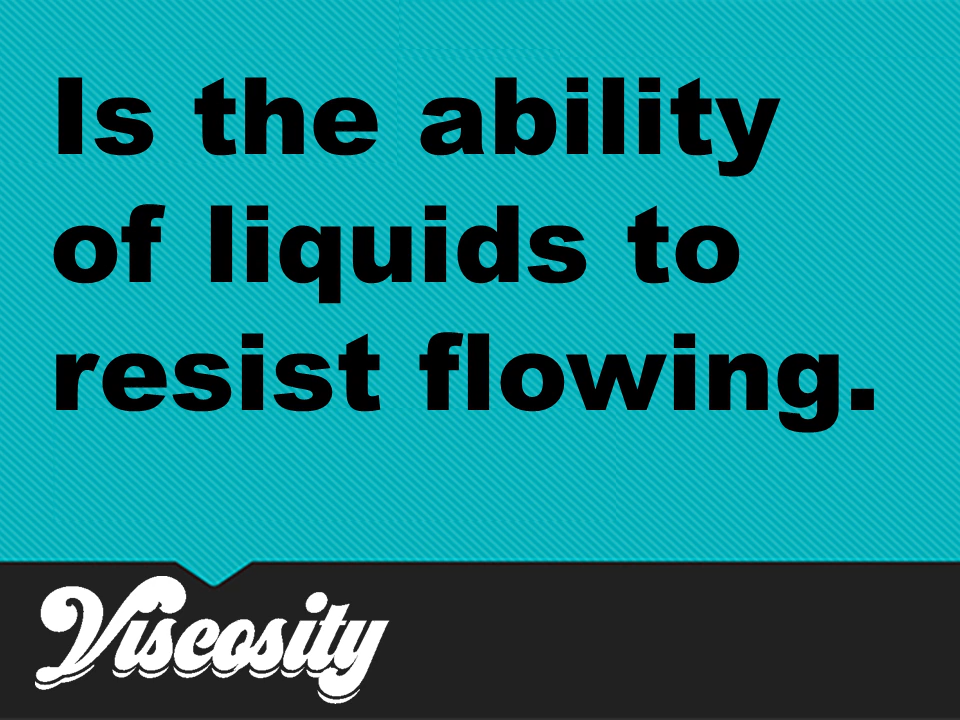 Is the ability
of liquids to
resist flowing.
Viscosity